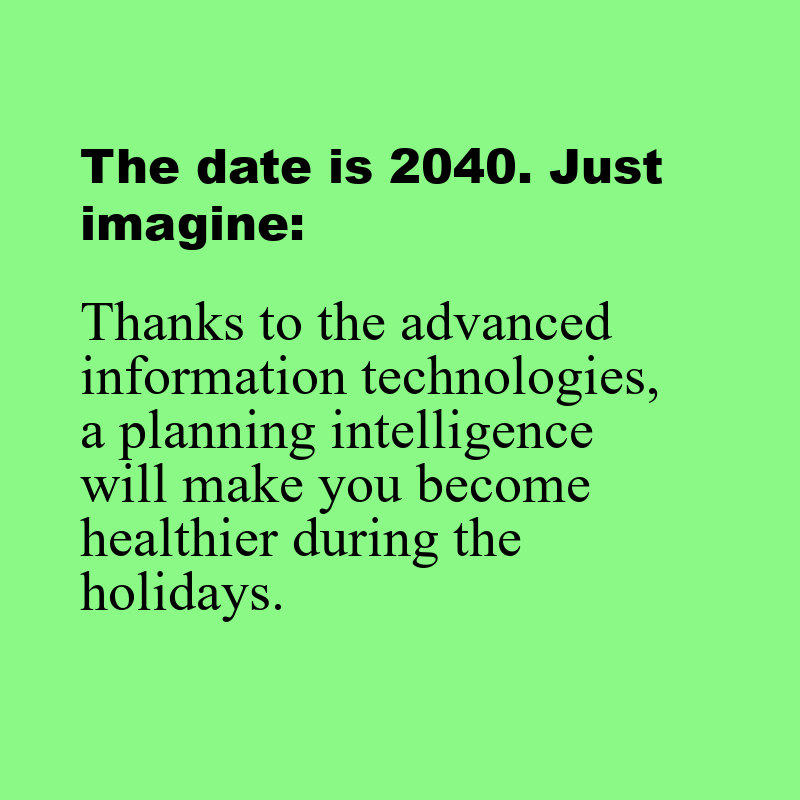 The date is 2040. Just
imagine:
Thanks to the advanced
information technologies,
a planning intelligence
will make you become
healthier during the
holidays.